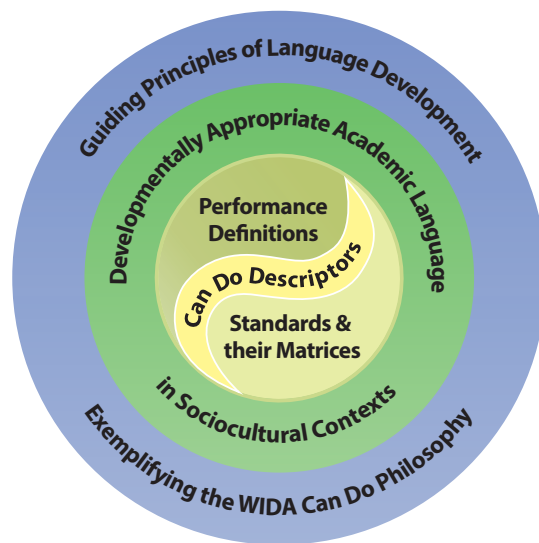 Guiding Principles of Language Development
Developmentally Appropriate Academic Language
Performance
Definitions
Can Do Descriptors
Standards &
their Matrices
in Sociocultural Contexts
Exemplifying the WIDA Can Do Philosophy